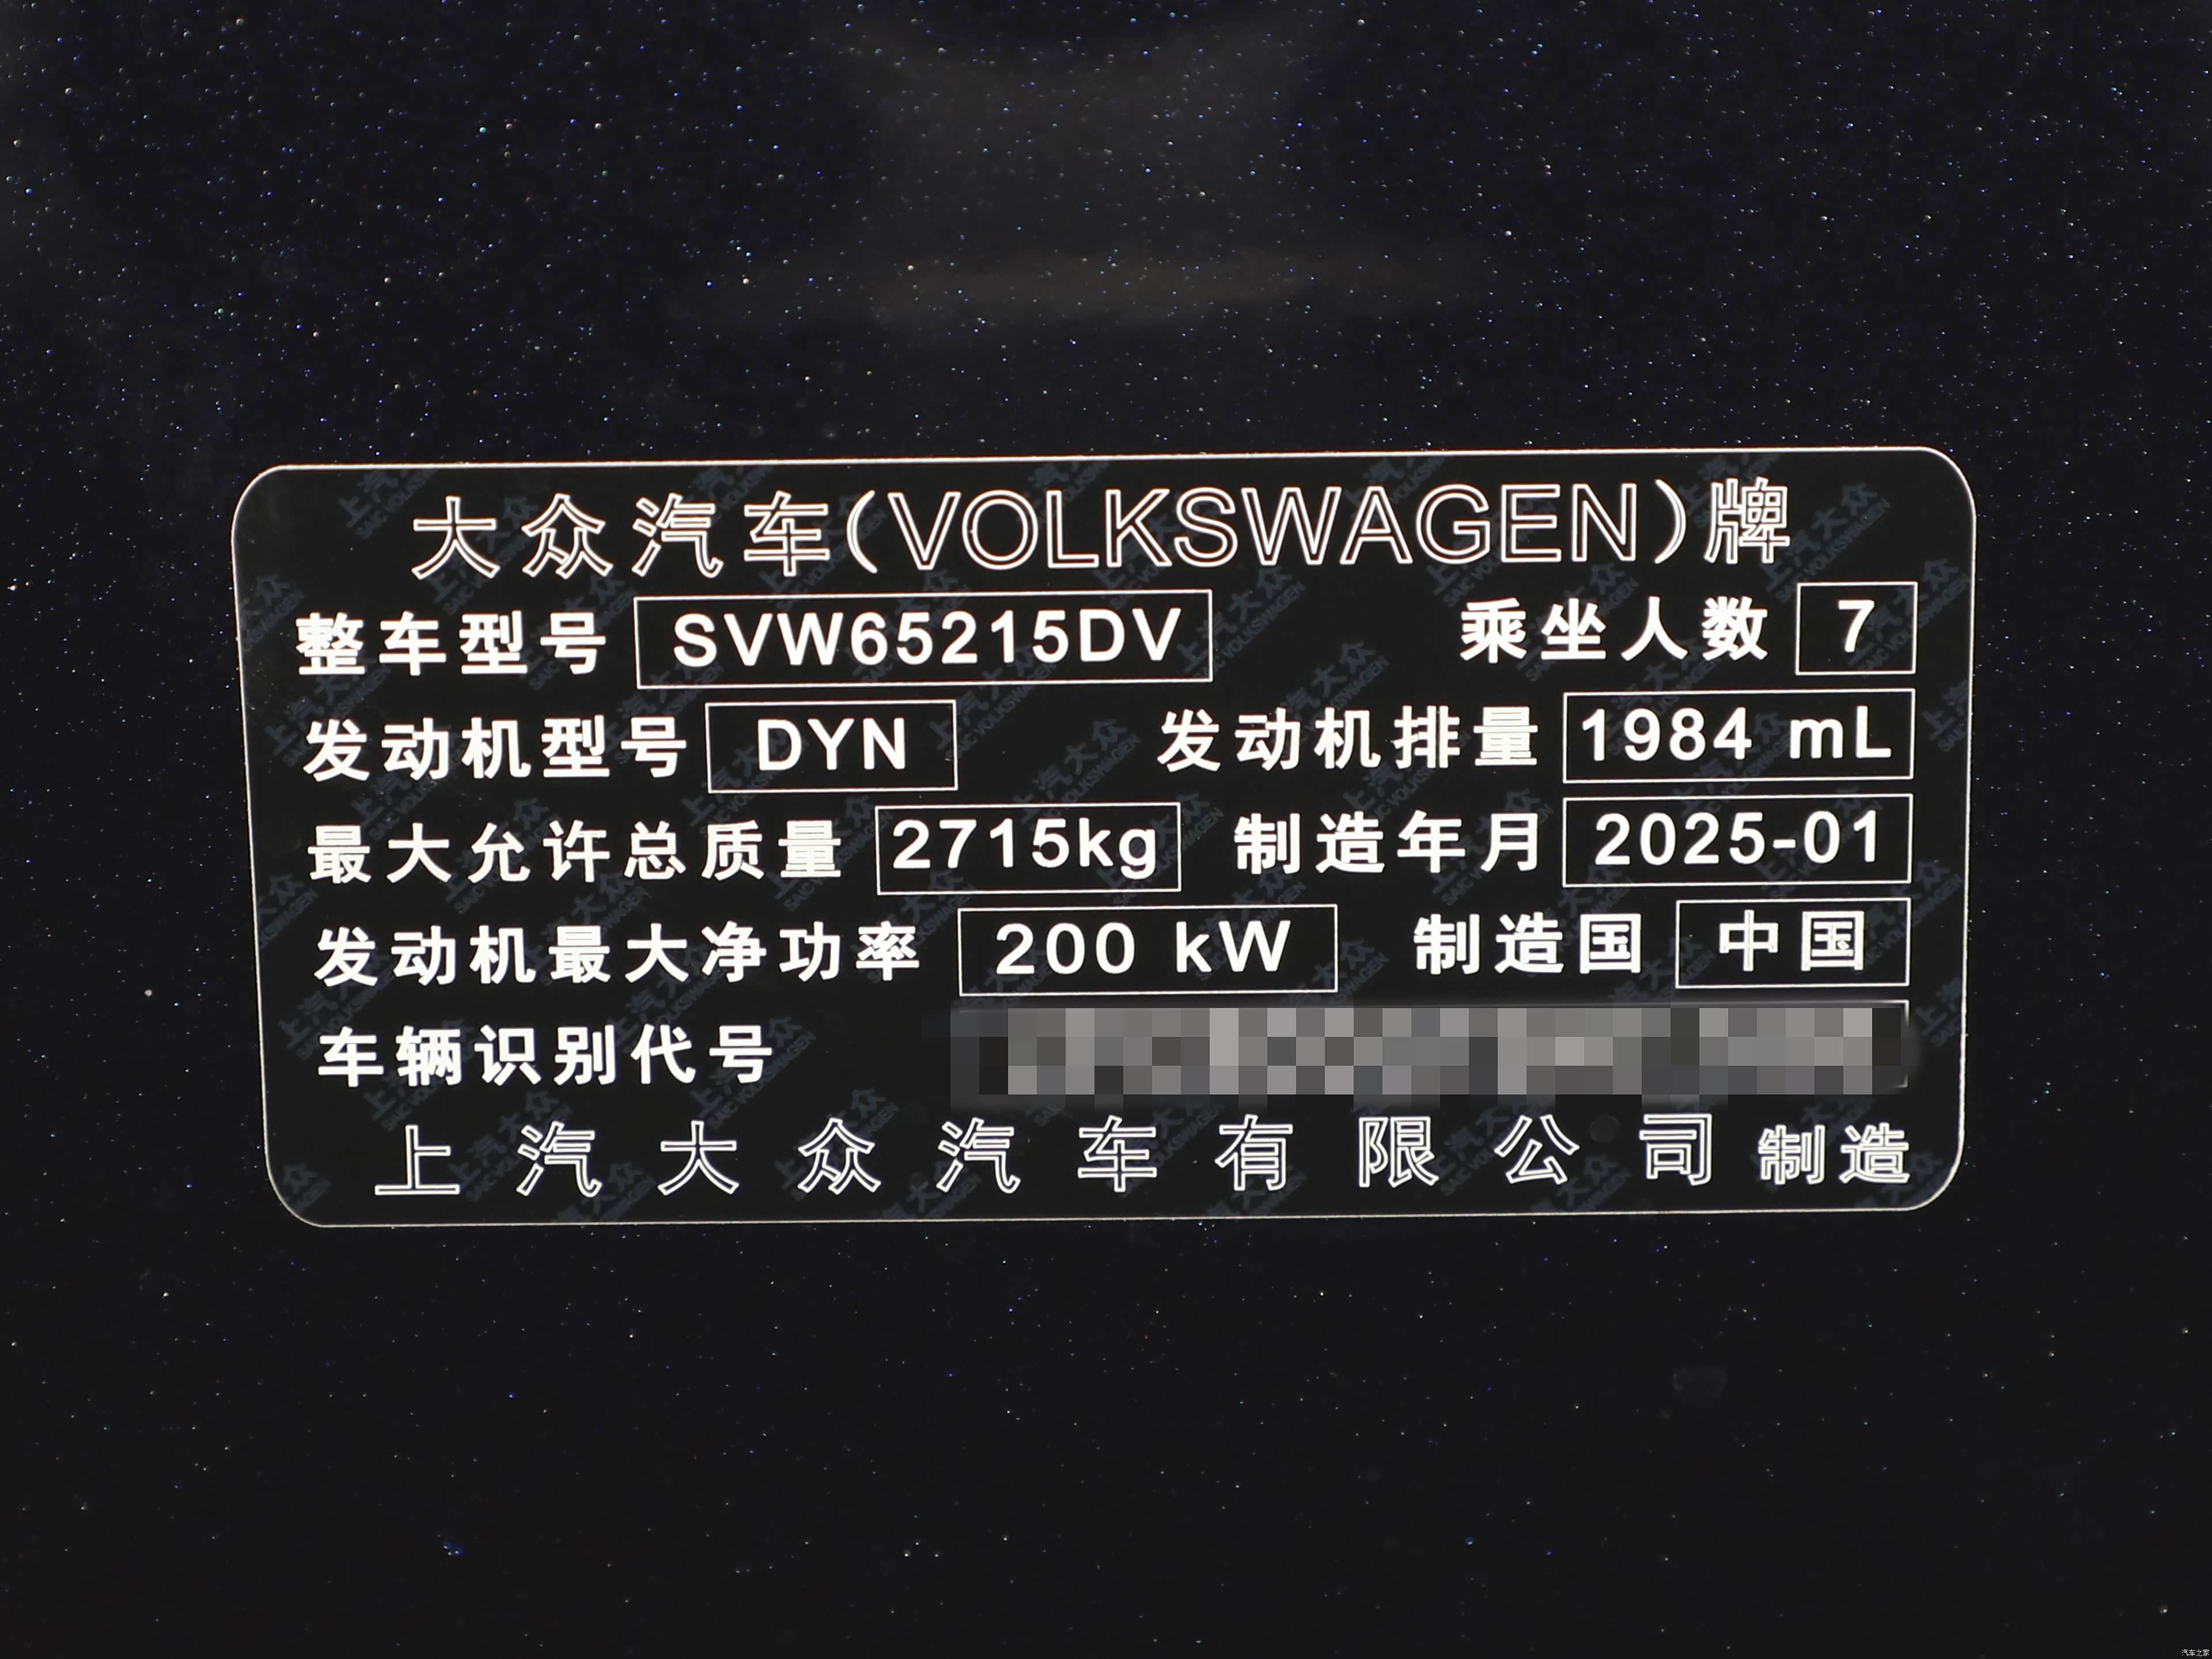 大众汽车(VOLKSWAGEN)牌
整车型号 SVW65215DV 乘坐人数 7
发动机型号 DYN 发动机排量 1984 mL
最大允许总质量 2715kg 制造年月 2025-01
发动机最大净功率 200 kW 制造国 中国
车辆识别代号
上汽大众汽车有限公司 制造
汽车之家